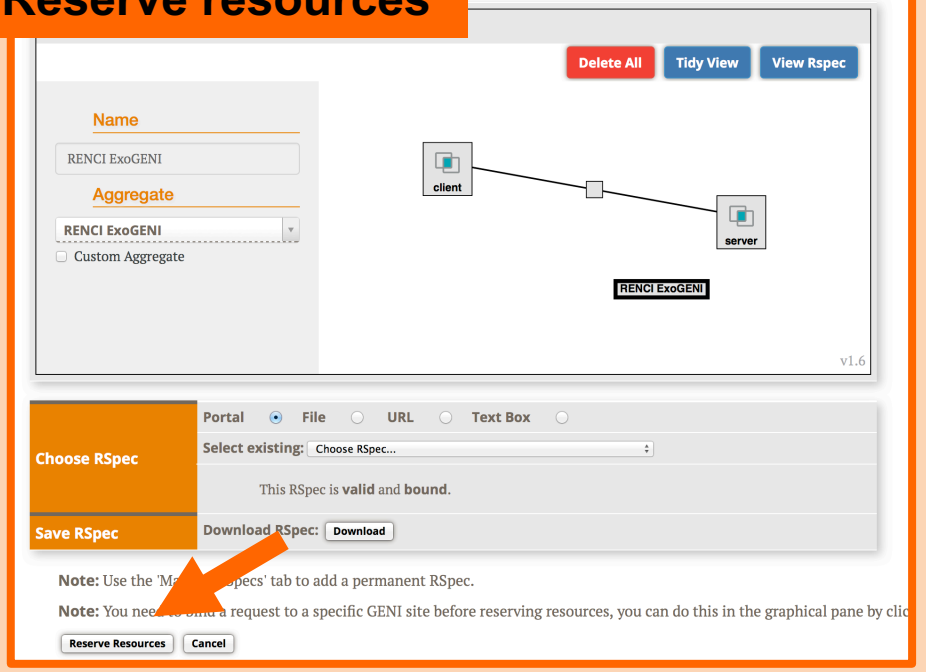 Reserve resources
Delete All Tidy View View Rspec
Name
RENCI ExoGENI
Aggregate
RENCI ExoGENI
Custom Aggregate
client
server
RENCI ExoGENI
v1.6
Choose RSpec
Portal File URL Text Box
Select existing: Choose RSpec...
This RSpec is valid and bound.
Save RSpec
Download RSpec: Download
Note: Use the tab to add a permanent RSpec.
Note: You need to bind a request to a specific GENI site before reserving resources, you can do this in the graphical pane by
Reserve Resources Cancel